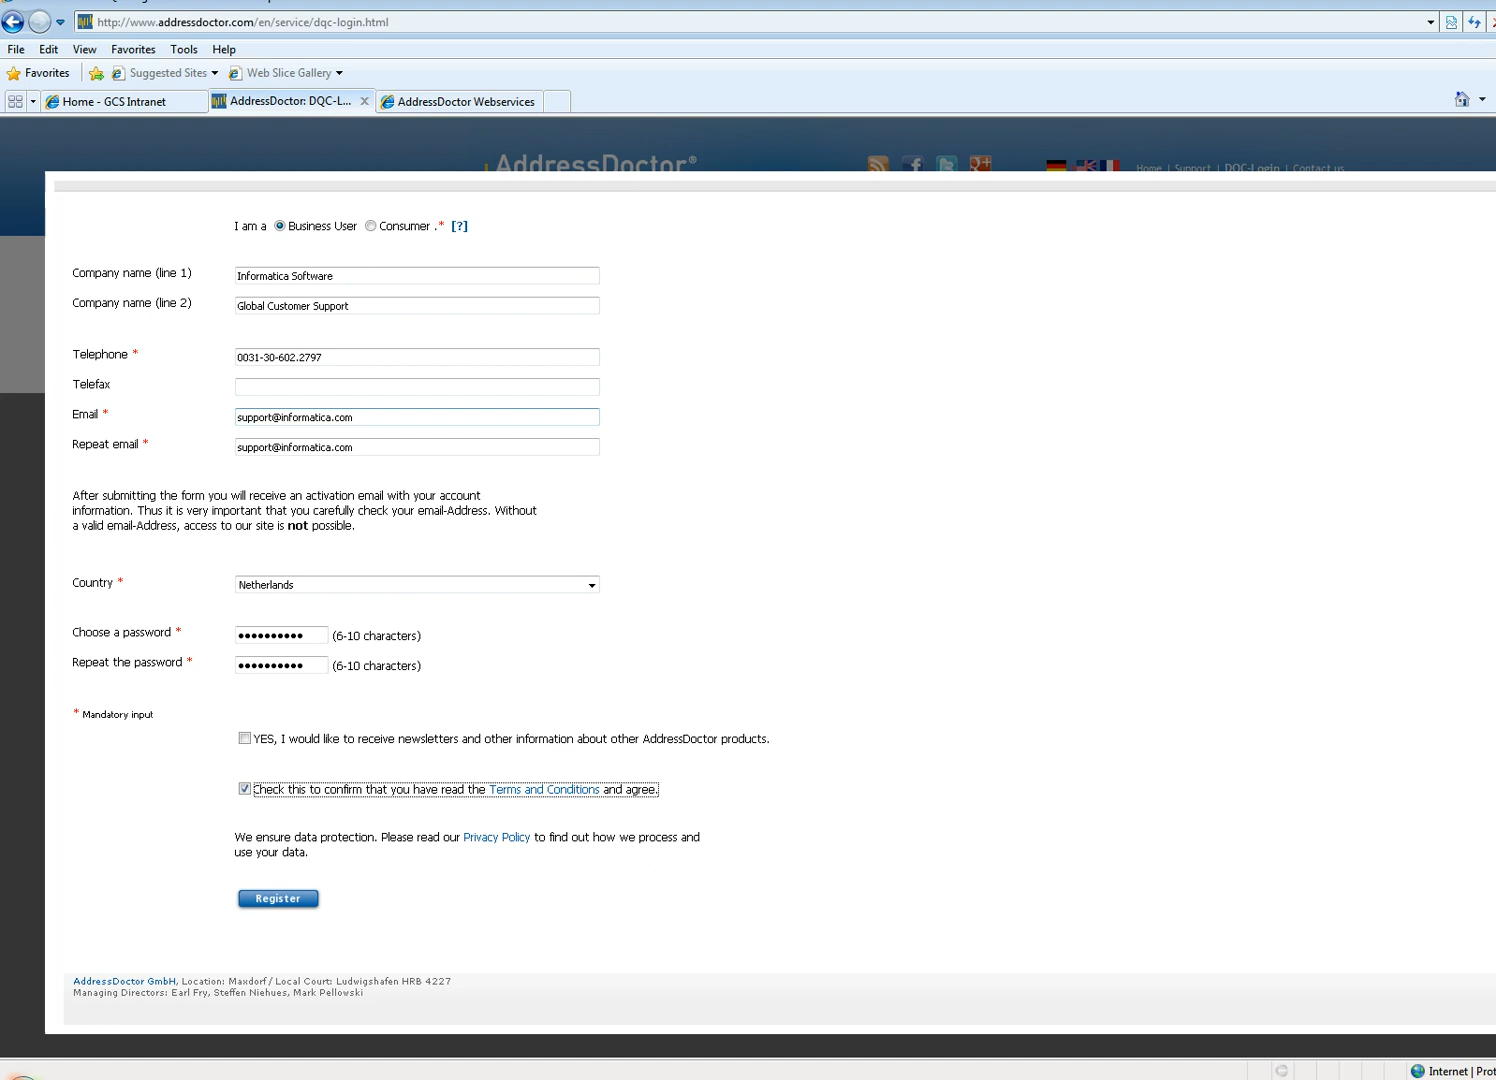 http://www.addressdoctor.com/en/service/dqc-login.html
File Edit View Favorites Tools Help
Favorites Suggested Sites Web Slice Gallery
Home - GCS Intranet AddressDoctor: DQC-L... AddressDoctor Webservices
AddressDoctor® Home | Support | DQC-Login | Contact us
I am a Business User Consumer .* [?]
Company name (line 1) Informatica Software
Company name (line 2) Global Customer Support
Telephone * 0031-30-602.2797
Telefax
Email * support@informatica.com
Repeat email * support@informatica.com
After submitting the form you will receive an activation email with your account
information. Thus it is very important that you carefully check your email-Address. Without
a valid email-Address, access to our site is not possible.
Country * Netherlands
Choose a password * •••••••••• (6-10 characters)
Repeat the password * •••••••••• (6-10 characters)
* Mandatory input
YES, I would like to receive newsletters and other information about other AddressDoctor products.
Check this to confirm that you have read the Terms and Conditions and agree.
We ensure data protection. Please read our Privacy Policy to find out how we process and
use your data.
Register
AddressDoctor GmbH, Location: Maxdorf / Local Court: Ludwigshafen HRB 4227
Managing Directors: Earl Fry, Steffen Niehues, Mark Pellowski
Internet | Prot